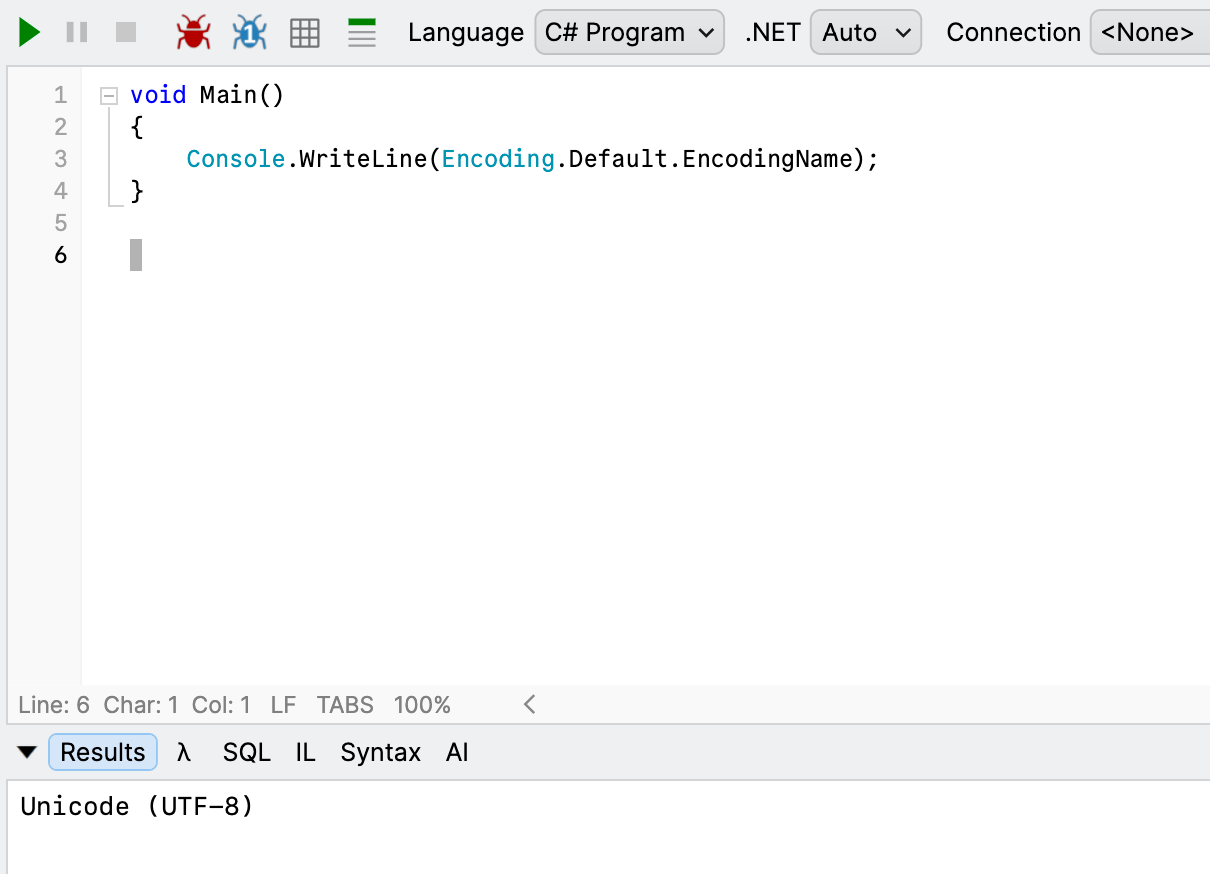 1 Language C# Program .NET Auto Connection <None>
1 void Main()
2 {
3 Console.WriteLine(Encoding.Default.EncodingName);
4 }
5
6
Line: 6 Char: 1 Col: 1 LF TABS 100%
Results λ SQL IL Syntax AI
Unicode (UTF-8)